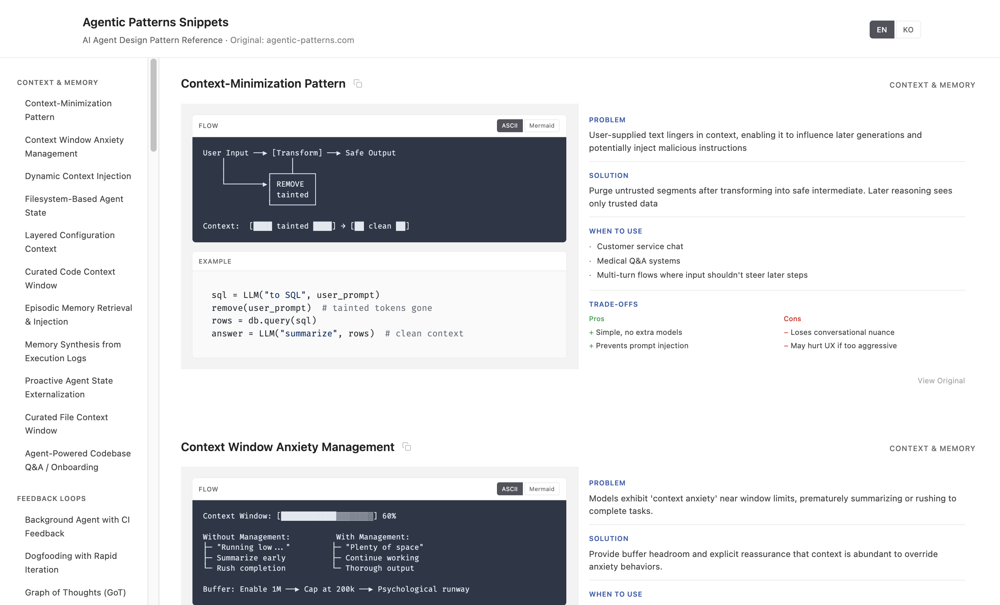 Agentic Patterns Snippets
AI Agent Design Pattern Reference · Original: agentic-patterns.com
EN
KO
CONTEXT & MEMORY
Context-Minimization
Pattern
Context Window Anxiety
Management
Dynamic Context Injection
Filesystem-Based Agent
State
Layered Configuration
Context
Curated Code Context
Window
Episodic Memory Retrieval
& Injection
Memory Synthesis from
Execution Logs
Proactive Agent State
Externalization
Curated File Context
Window
Agent-Powered Codebase
Q&A / Onboarding
FEEDBACK LOOPS
Background Agent with CI
Feedback
Dogfooding with Rapid
Iteration
Graph of Thoughts (GoT)
Context-Minimization Pattern
CONTEXT & MEMORY
FLOW
ASCII
Mermaid
User Input ──▶ [Transform] ──▶ Safe Output
REMOVE
tainted
Context: [████ tainted ████] → [██ clean ██]
EXAMPLE
sql = LLM("to SQL", user_prompt)
remove(user_prompt)  # tainted tokens gone
rows = db.query(sql)
answer = LLM("summarize", rows)  # clean context
PROBLEM
User-supplied text lingers in context, enabling it to influence later generations and
potentially inject malicious instructions
SOLUTION
Purge untrusted segments after transforming into safe intermediate. Later reasoning sees
only trusted data
WHEN TO USE
· Customer service chat
· Medical Q&A systems
· Multi-turn flows where input shouldn't steer later steps
TRADE-OFFS
Pros
+ Simple, no extra models
+ Prevents prompt injection
Cons
− Loses conversational nuance
− May hurt UX if too aggressive
View Original
Context Window Anxiety Management
CONTEXT & MEMORY
FLOW
ASCII
Mermaid
Context Window: [████████████▒▒▒▒▒▒▒▒] 60%
Without Management:
├─ "Running low..."
├─ Summarize early
└─ Rush completion
With Management:
├─ "Plenty of space"
├─ Continue working
└─ Thorough output
Buffer: Enable 1M ──▶ Cap at 200k ──▶ Psychological runway
PROBLEM
Models exhibit 'context anxiety' near window limits, prematurely summarizing or rushing to
complete tasks.
SOLUTION
Provide buffer headroom and explicit reassurance that context is abundant to override
anxiety behaviors.
WHEN TO USE